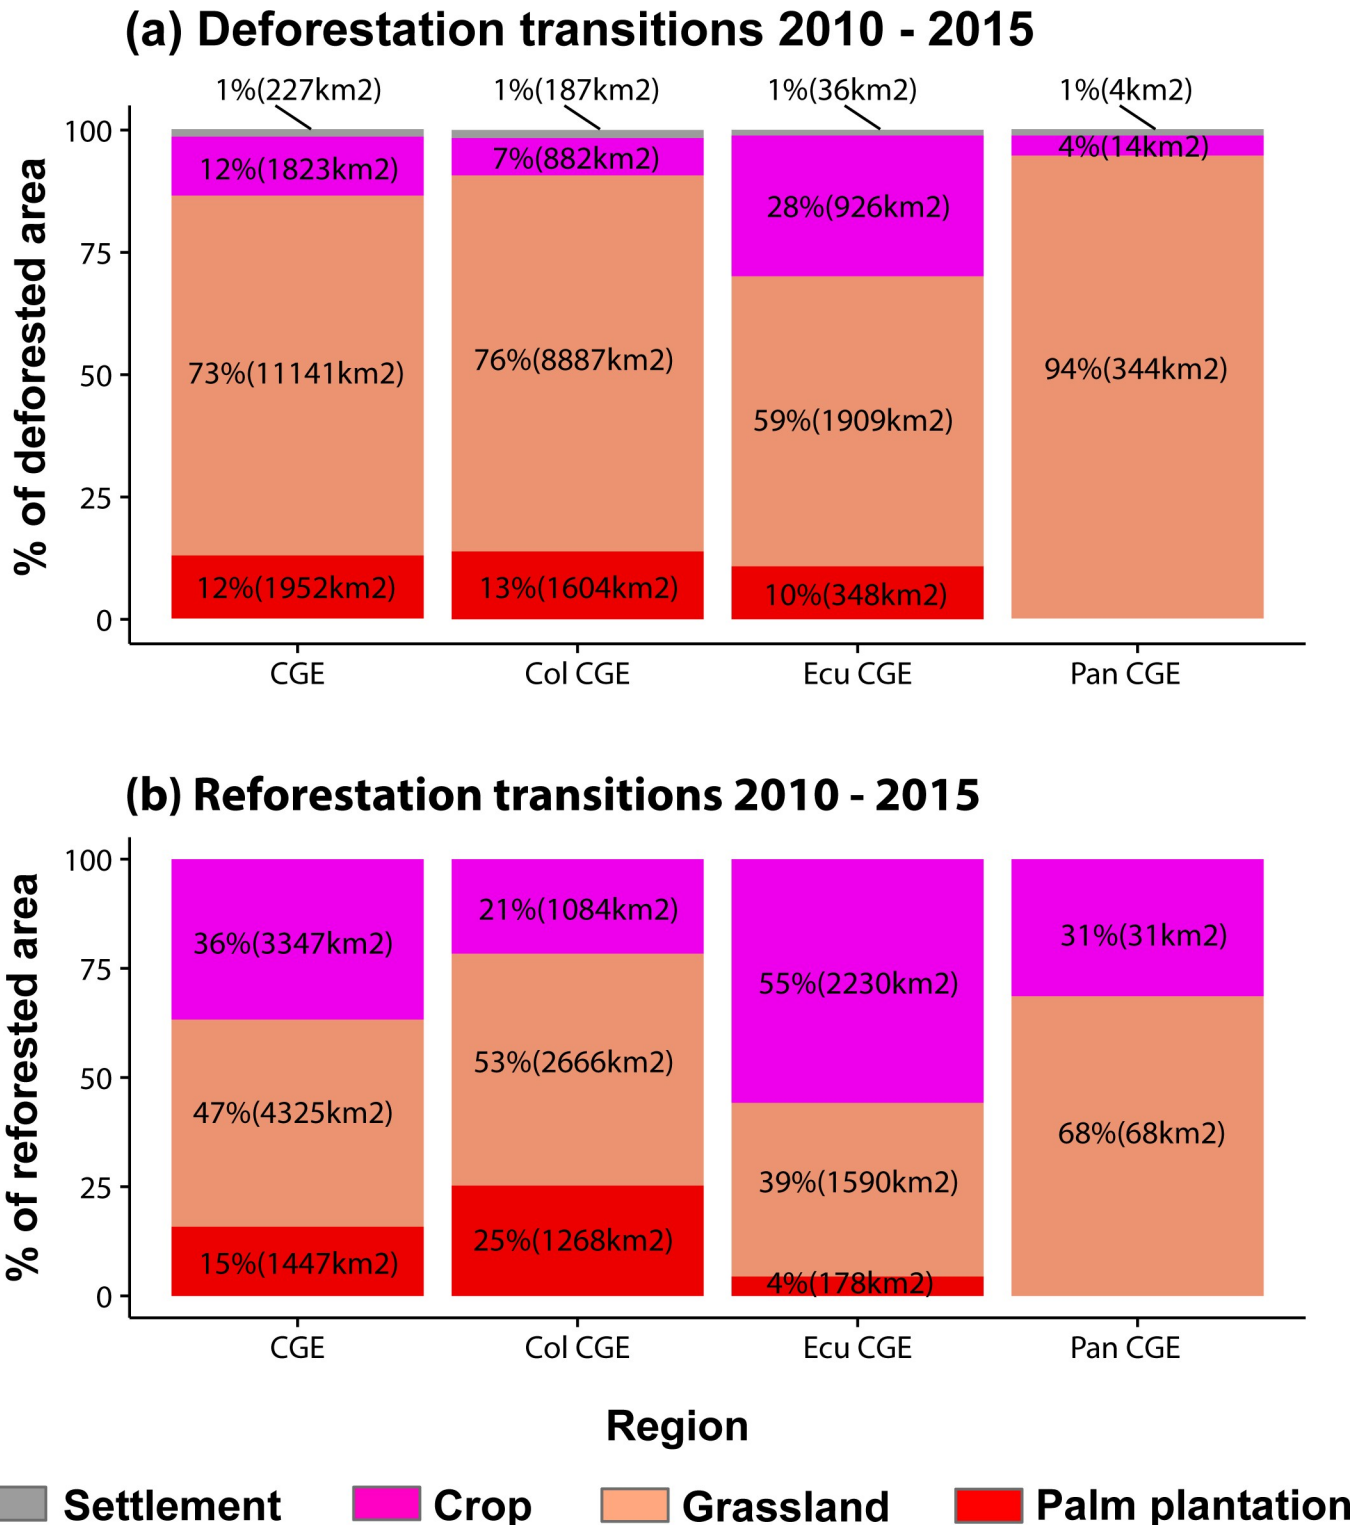 (a) Deforestation transitions 2010 - 2015
1%(227km2) 1%(187km2) 1%(36km2) 1%(4km2)
% of deforested area
100
75
50
25
0
12%(1823km2) 7%(882km2) 28%(926km2) 4%(14km2)
73%(11141km2) 76%(8887km2) 59%(1909km2) 94%(344km2)
12%(1952km2) 13%(1604km2) 10%(348km2)
CGE Col CGE Ecu CGE Pan CGE
(b) Reforestation transitions 2010 - 2015
% of reforested area
100
75
50
25
0
36%(3347km2) 21%(1084km2) 55%(2230km2) 31%(31km2)
47%(4325km2) 53%(2666km2) 39%(1590km2) 68%(68km2)
15%(1447km2) 25%(1268km2) 4%(178km2)
CGE Col CGE Ecu CGE Pan CGE
Region
Settlement Crop Grassland Palm plantation